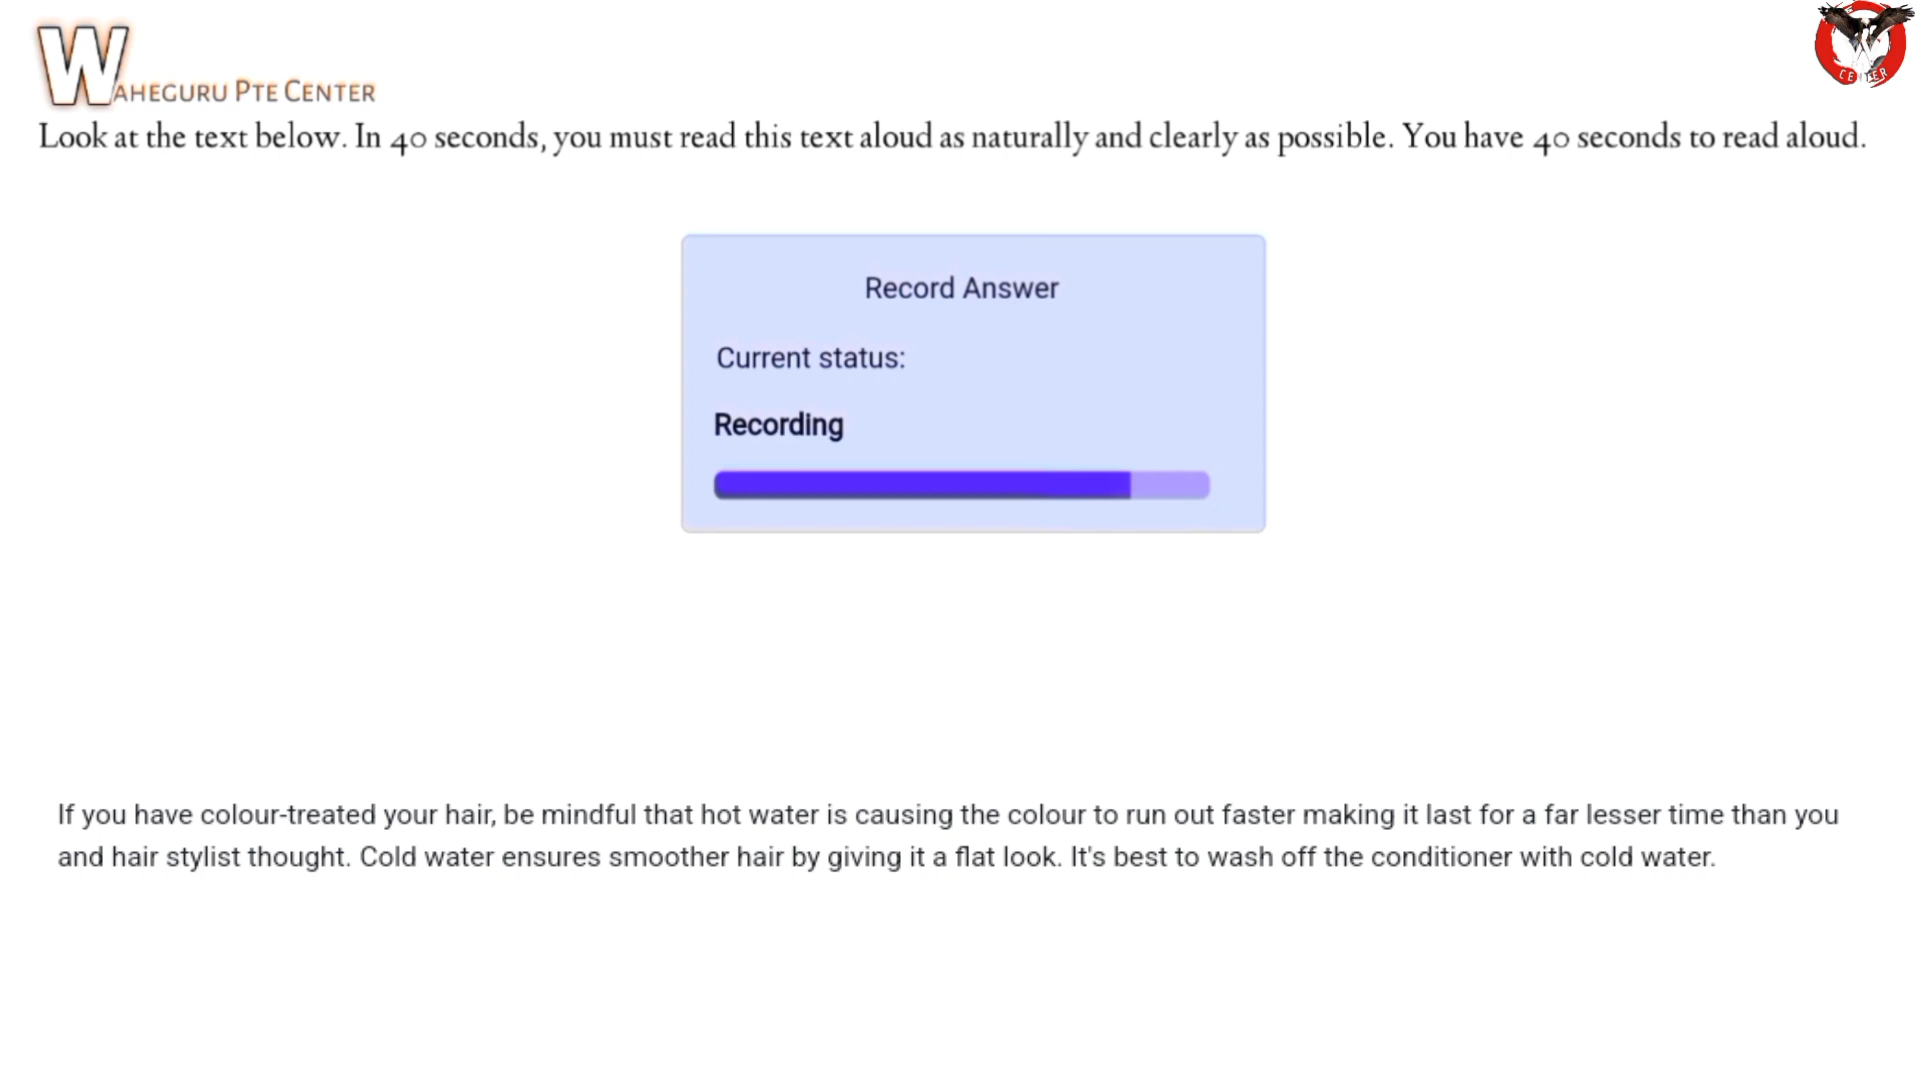 WAHEGURU PTE CENTER
CENTER
Look at the text below. In 40 seconds, you must read this text aloud as naturally and clearly as possible. You have 40 seconds to read aloud.
Record Answer
Current status:
Recording
If you have colour-treated your hair, be mindful that hot water is causing the colour to run out faster making it last for a far lesser time than you
and hair stylist thought. Cold water ensures smoother hair by giving it a flat look. It's best to wash off the conditioner with cold water.